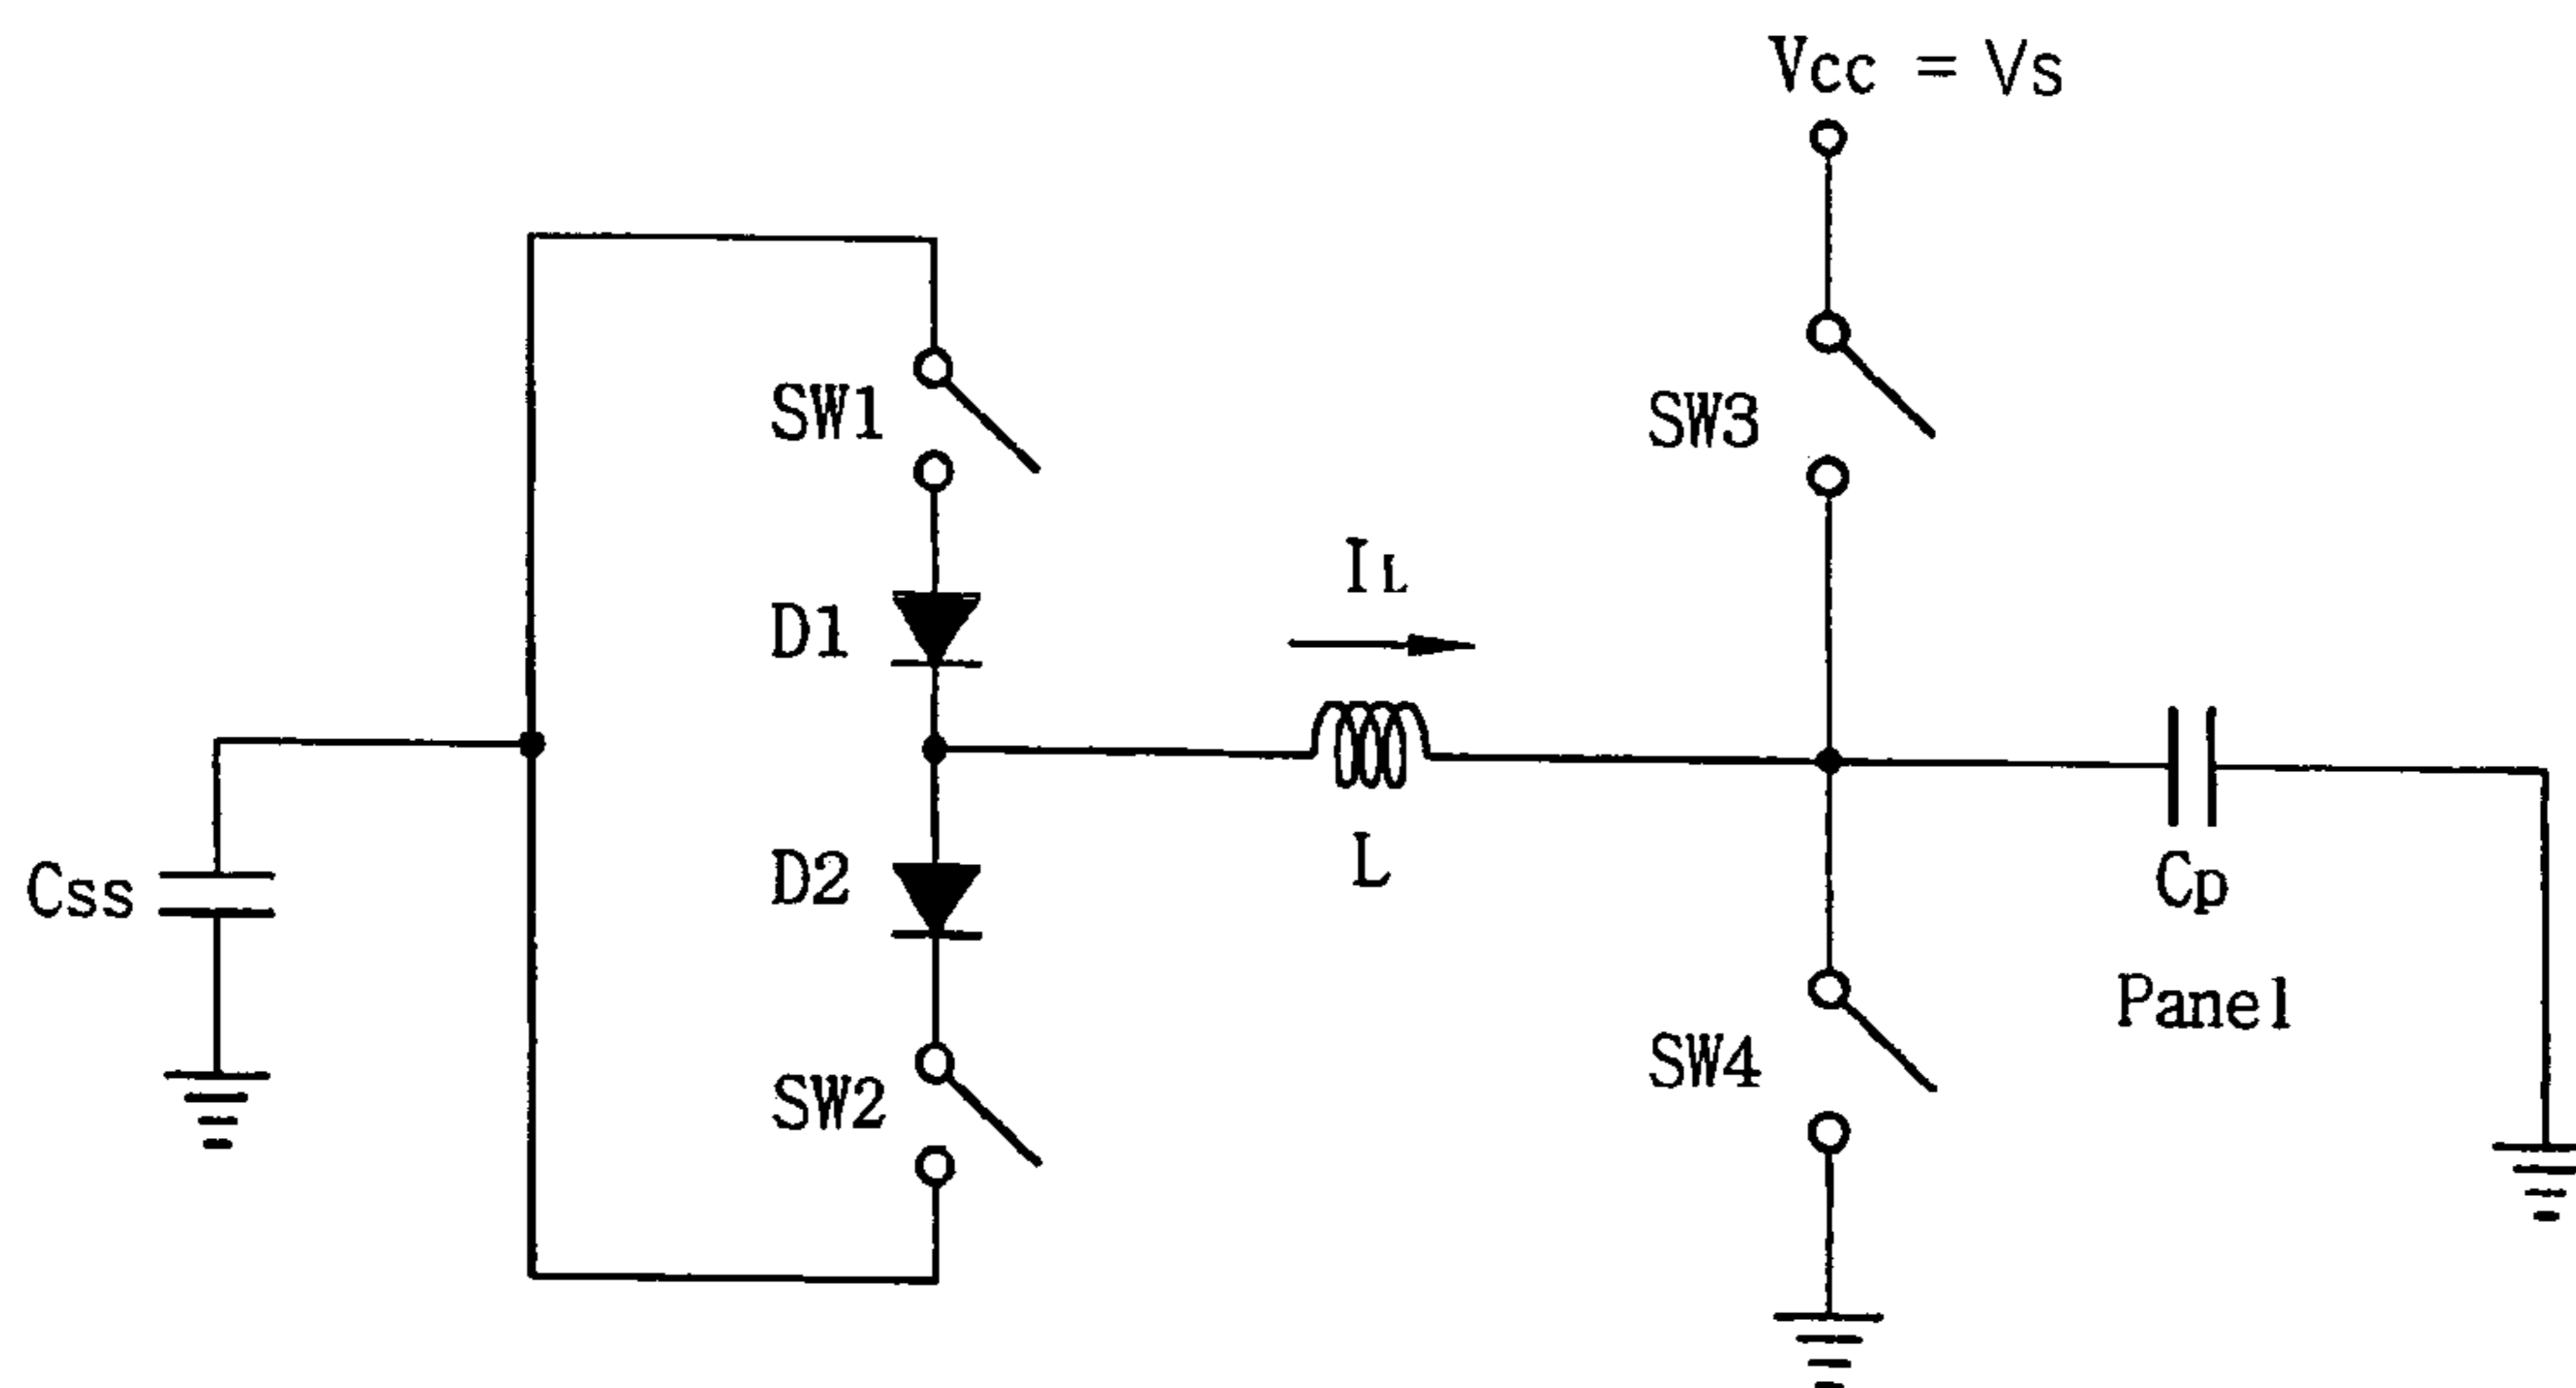 Vcc = Vs
SW1
SW3
IL
D1
L
D2
Css
Cp
Panel
SW2
SW4